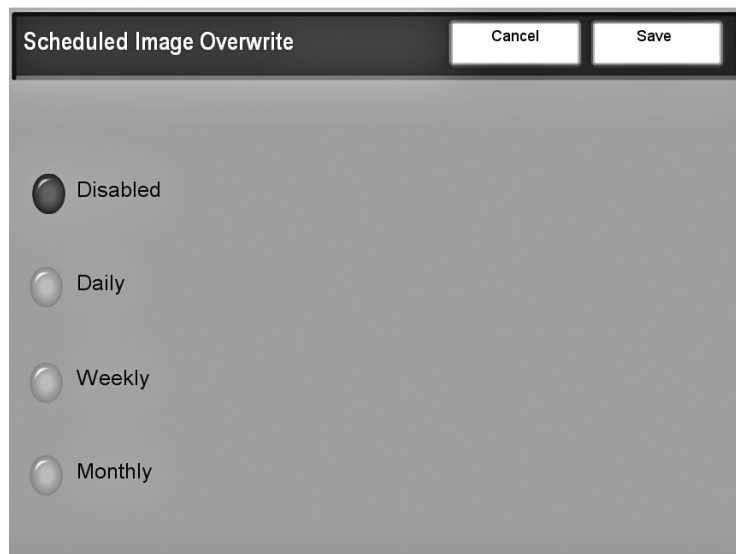 Scheduled Image Overwrite
Cancel
Save
Disabled
Daily
Weekly
Monthly